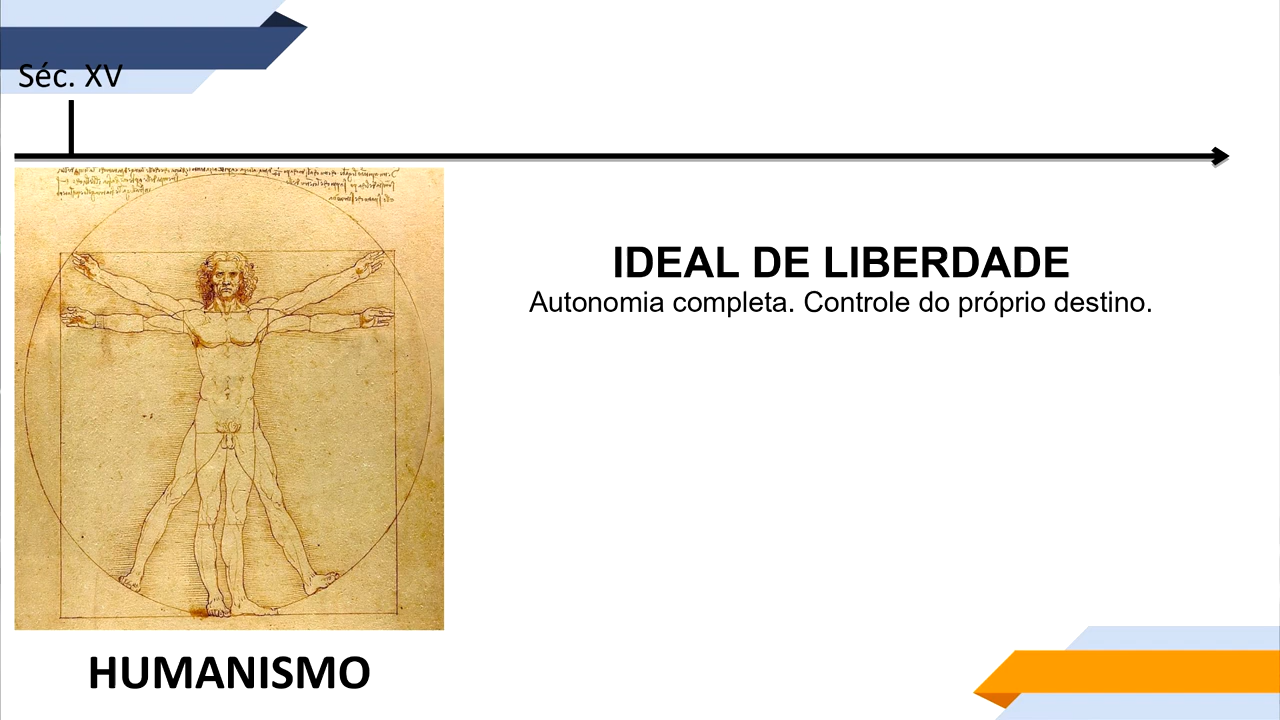 Séc. XV
IDEAL DE LIBERDADE
Autonomia completa. Controle do próprio destino.
HUMANISMO